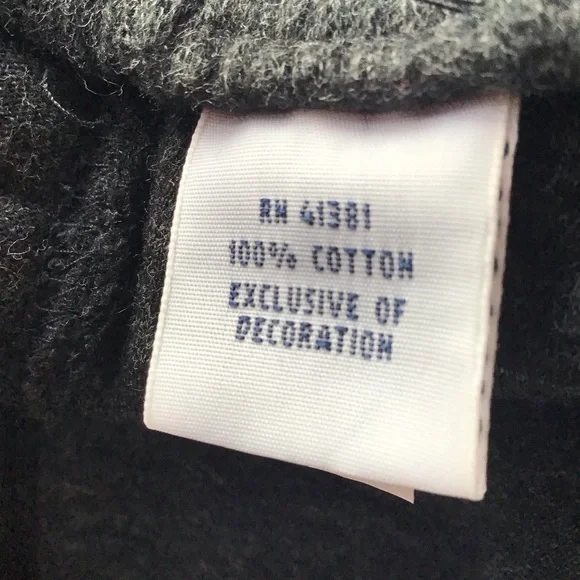 RN 41381
100% COTTON
EXCLUSIVE OF
DECORATION